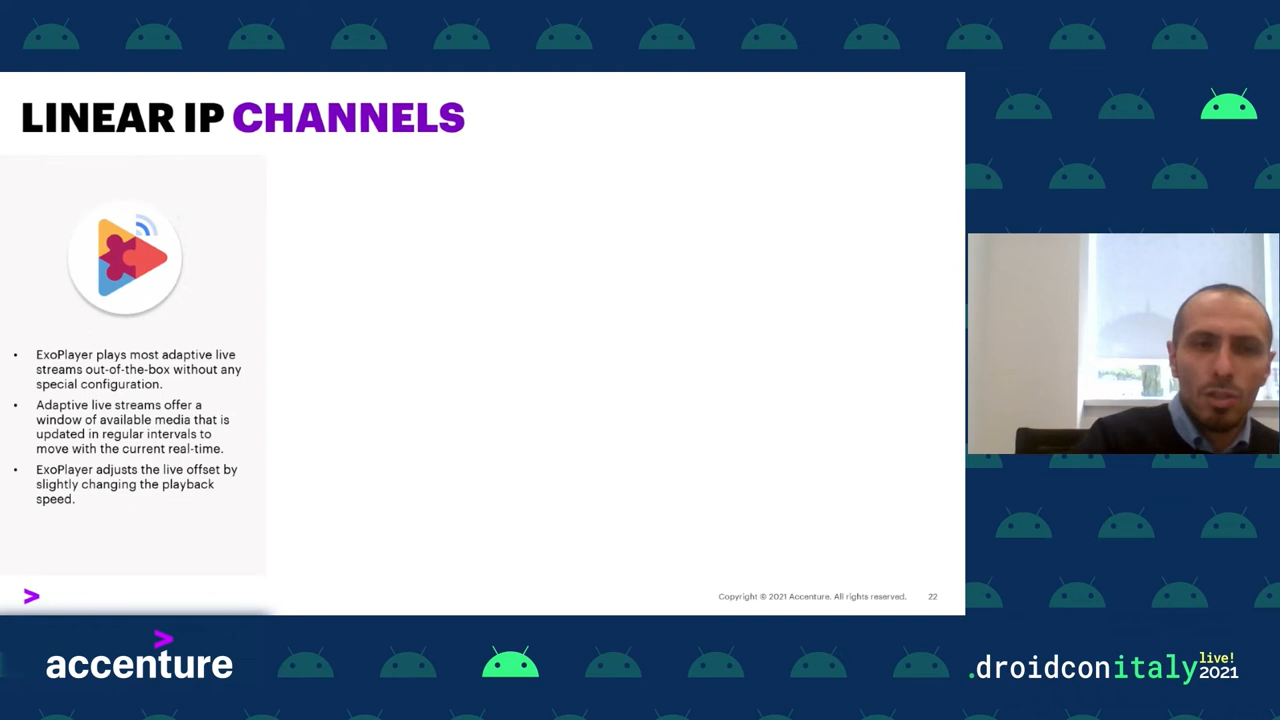 LINEAR IP CHANNELS
• ExoPlayer plays most adaptive live
streams out-of-the-box without any
special configuration.
• Adaptive live streams offer a
window of available media that is
updated in regular intervals to
move with the current real-time.
• ExoPlayer adjusts the live offset by
slightly changing the playback
speed.
>
Copyright © 2021 Accenture. All rights reserved. 22
accenture
.droidconitaly live! 2021